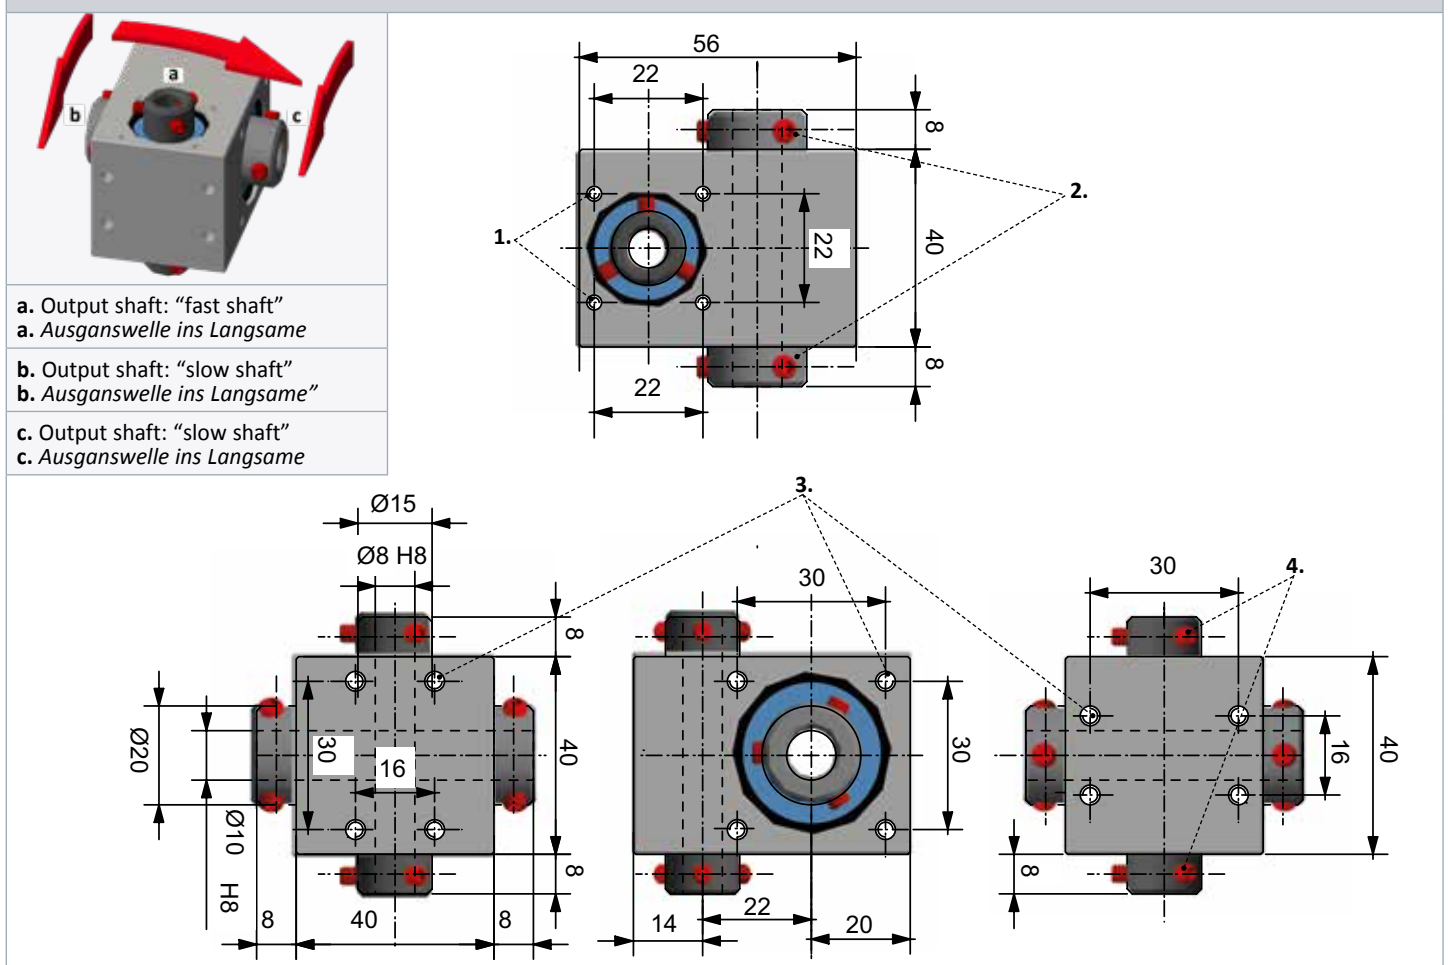 a
b
c
a. Output shaft: “fast shaft”
a. Ausganswelle ins Langsame
b. Output shaft: “slow shaft”
b. Ausganswelle ins Langsame”
c. Output shaft: “slow shaft”
c. Ausganswelle ins Langsame
56
22
8
1.
2.
22
40
22
8
3.
Ø15
Ø8 H8
8
Ø20
30
16
40
Ø10 H8
8
8
40
8
30
30
14
22
20
30
4.
16
40
8